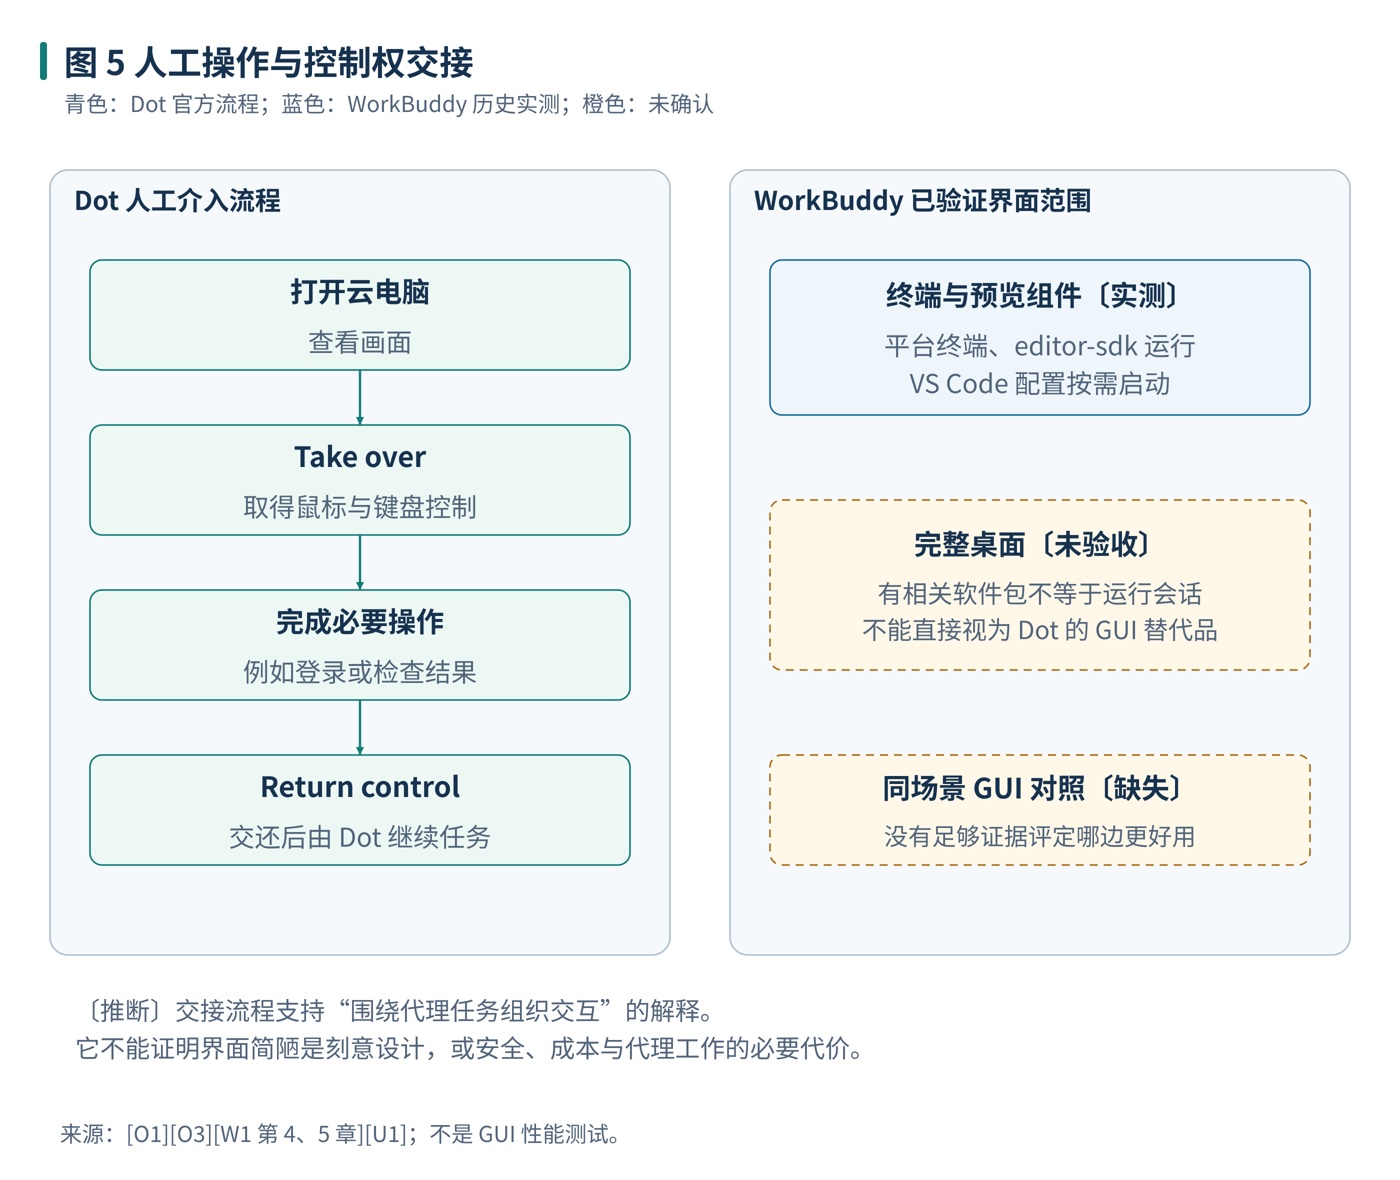 图 5 人工操作与控制权交接
青色：Dot 官方流程；蓝色：WorkBuddy 历史实测；橙色：未确认
Dot 人工介入流程
打开云电脑
查看画面
Take over
取得鼠标与键盘控制
完成必要操作
例如登录或检查结果
Return control
交还后由 Dot 继续任务
WorkBuddy 已验证界面范围
终端与预览组件〔实测〕
平台终端、editor-sdk 运行
VS Code 配置按需启动
完整桌面〔未验收〕
有相关软件包不等于运行会话
不能直接视为 Dot 的 GUI 替代品
同场景 GUI 对照〔缺失〕
没有足够证据评定哪边更好用
〔推断〕交接流程支持“围绕代理任务组织交互”的解释。
它不能证明界面简陋是刻意设计，或安全、成本与代理工作的必要代价。
来源：[O1][O3][W1 第 4、5 章][U1]；不是 GUI 性能测试。